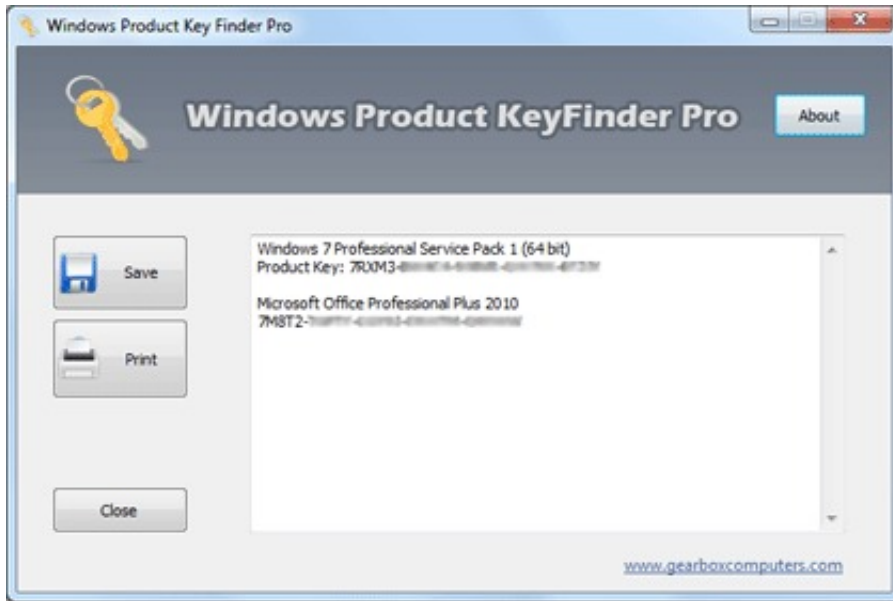 Windows Product Key Finder Pro
Windows Product KeyFinder Pro
About
Save
Print
Close
Windows 7 Professional Service Pack 1 (64 bit)
Product Key: 7RXM3-
Microsoft Office Professional Plus 2010
7M8T2-
www.gearboxcomputers.com